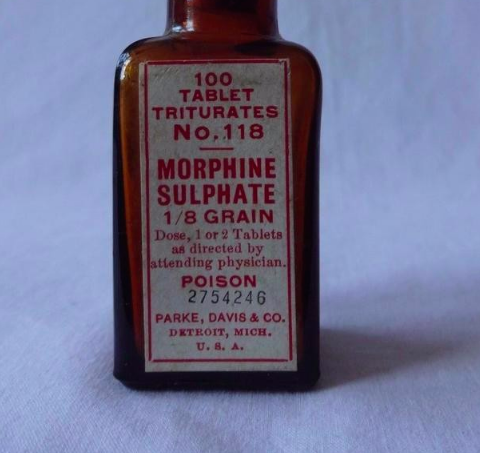 100
TABLET
TRITURATES
No. 118
MORPHINE
SULPHATE
1/8 GRAIN
Dose, 1 or 2 Tablets
as directed by
attending physician.
POISON
2754246
PARKE, DAVIS & CO.
DETROIT, MICH.
U. S. A.